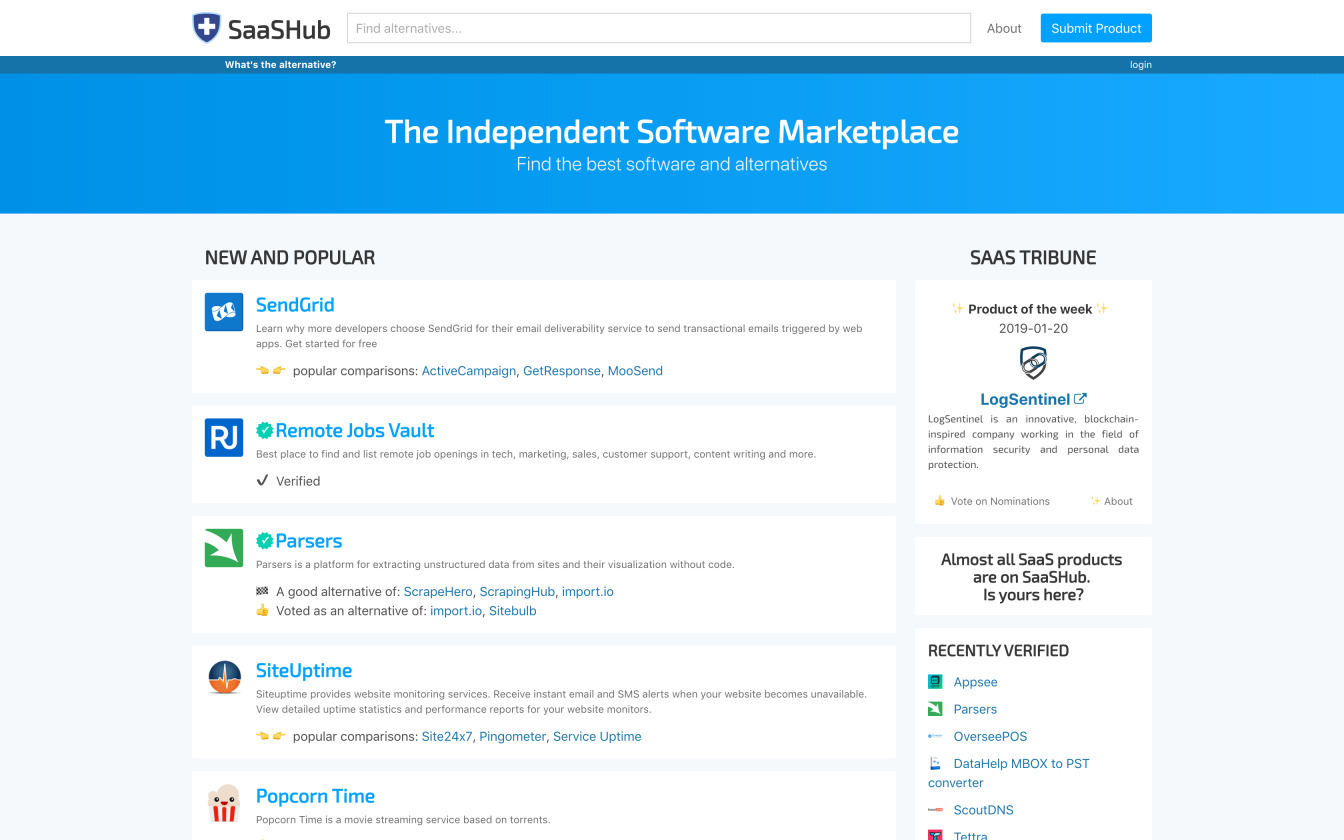 SaaSHub
Find alternatives...
About
Submit Product
What's the alternative?
login
The Independent Software Marketplace
Find the best software and alternatives
NEW AND POPULAR
SendGrid
Learn why more developers choose SendGrid for their email deliverability service to send transactional emails triggered by web
apps. Get started for free
popular comparisons: ActiveCampaign, GetResponse, MooSend
RJ
Remote Jobs Vault
Best place to find and list remote job openings in tech, marketing, sales, customer support, content writing and more.
Verified
Parsers
Parsers is a platform for extracting unstructured data from sites and their visualization without code.
A good alternative of: ScrapeHero, ScrapingHub, import.io
Voted as an alternative of: import.io, Sitebulb
SiteUptime
Siteuptime provides website monitoring services. Receive instant email and SMS alerts when your website becomes unavailable.
View detailed uptime statistics and performance reports for your website monitors.
popular comparisons: Site24x7, Pingometer, Service Uptime
Popcorn Time
Popcorn Time is a movie streaming service based on torrents.
SAAS TRIBUNE
✨ Product of the week ✨
2019-01-20
LogSentinel
LogSentinel is an innovative, blockchain-
inspired company working in the field of
information security and personal data
protection.
👍 Vote on Nominations
✨ About
Almost all SaaS products
are on SaaSHub.
Is yours here?
RECENTLY VERIFIED
Appsee
Parsers
OverseePOS
DataHelp MBOX to PST
converter
ScoutDNS
Tettra